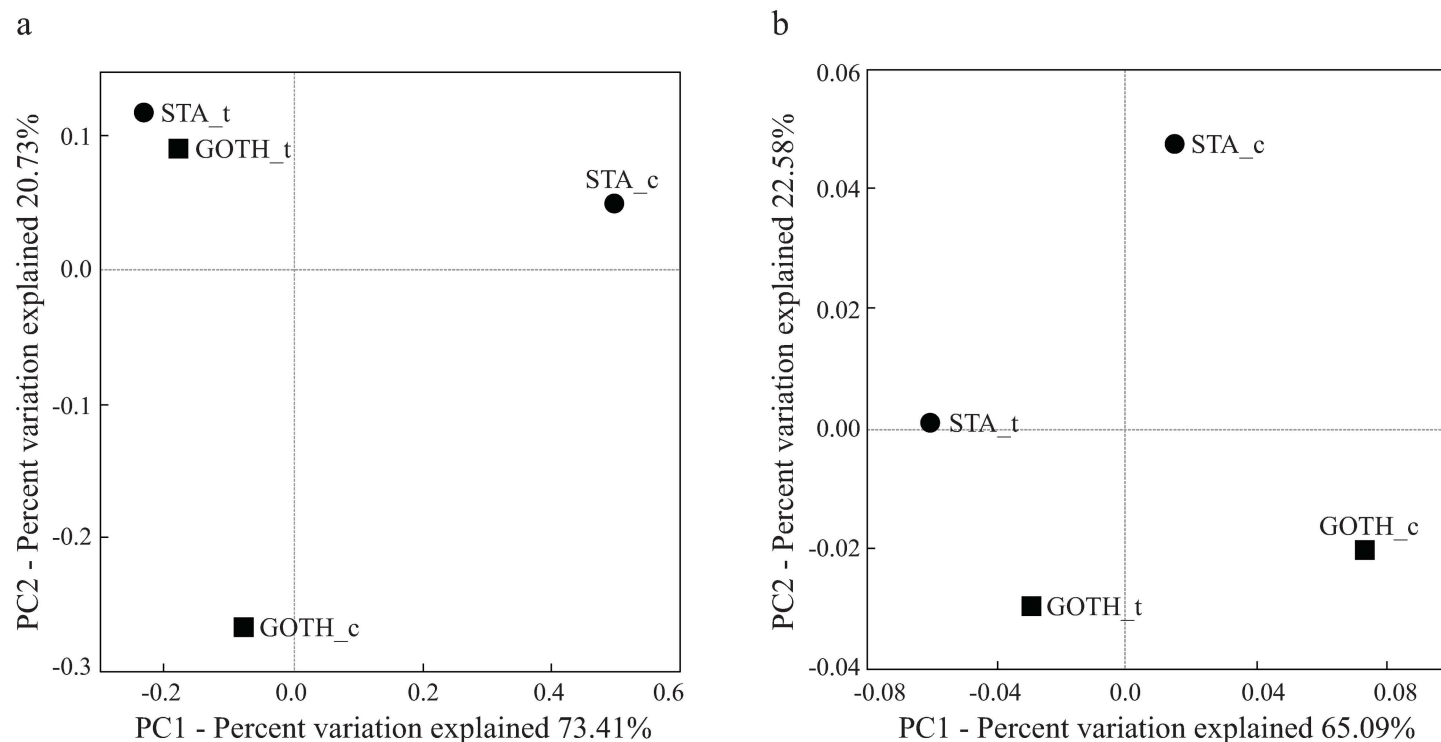 a
STA_t
GOTH_t
STA_c
GOTH_c
0.1
0.0
-0.1
-0.2
-0.3
-0.2
0.0
0.2
0.4
0.6
PC2 - Percent variation explained 20.73%
PC1 - Percent variation explained 73.41%
b
STA_c
STA_t
GOTH_c
GOTH_t
0.06
0.04
0.02
0.00
-0.02
-0.04
-0.08
-0.04
0.0
0.04
0.08
PC2 - Percent variation explained 22.58%
PC1 - Percent variation explained 65.09%